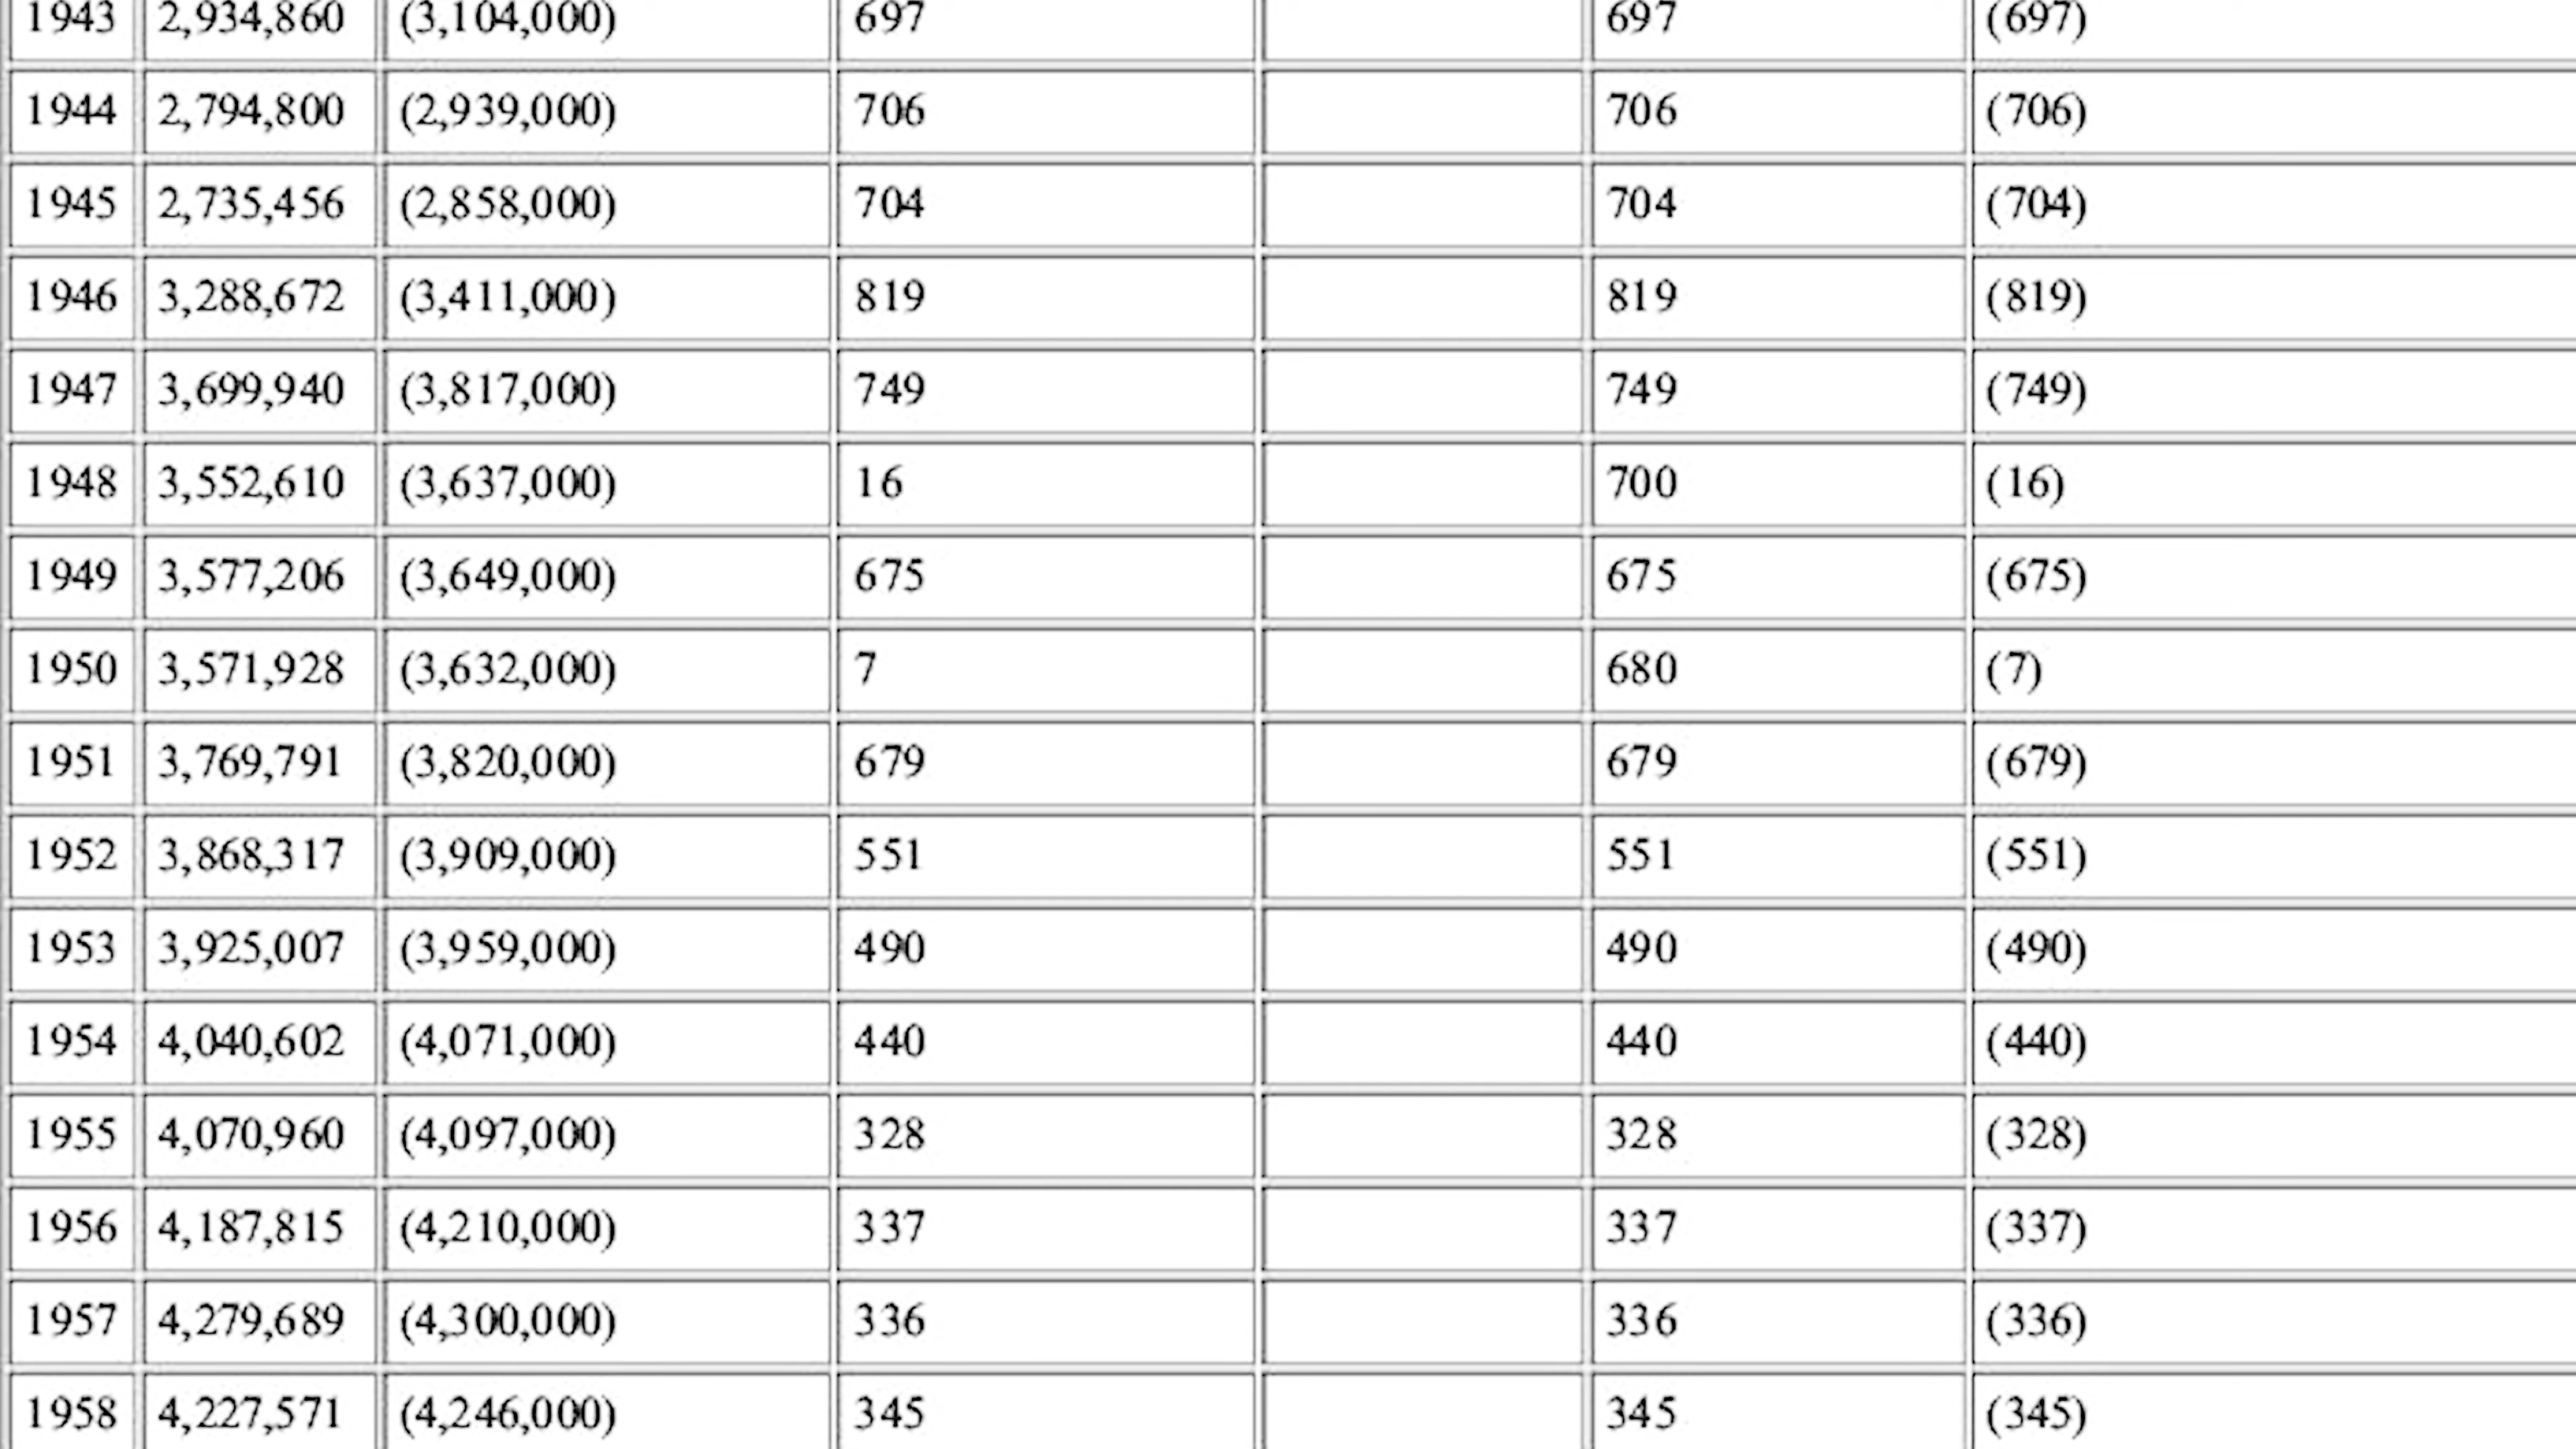 1943 2,934,860 (3,104,000) 697 697 (697)
1944 2,794,800 (2,939,000) 706 706 (706)
1945 2,735,456 (2,858,000) 704 704 (704)
1946 3,288,672 (3,411,000) 819 819 (819)
1947 3,699,940 (3,817,000) 749 749 (749)
1948 3,552,610 (3,637,000) 16 700 (16)
1949 3,577,206 (3,649,000) 675 675 (675)
1950 3,571,928 (3,632,000) 7 680 (7)
1951 3,769,791 (3,820,000) 679 679 (679)
1952 3,868,317 (3,909,000) 551 551 (551)
1953 3,925,007 (3,959,000) 490 490 (490)
1954 4,040,602 (4,071,000) 440 440 (440)
1955 4,070,960 (4,097,000) 328 328 (328)
1956 4,187,815 (4,210,000) 337 337 (337)
1957 4,279,689 (4,300,000) 336 336 (336)
1958 4,227,571 (4,246,000) 345 345 (345)